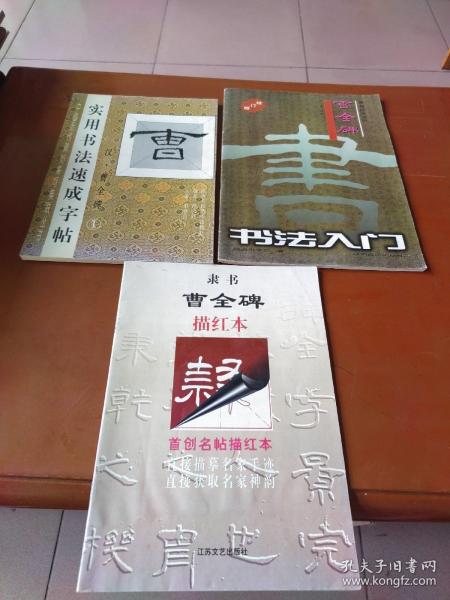 实用书法速成字帖
汉·曹全碑
①
曹
曹全碑
書
书法入门
隶书
曹全碑
描红本
隶
首创名帖描红本
直接描摹名家手迹
直接获取名家神韵
江苏文艺出版社
孔夫子旧书网
www.kongfz.com